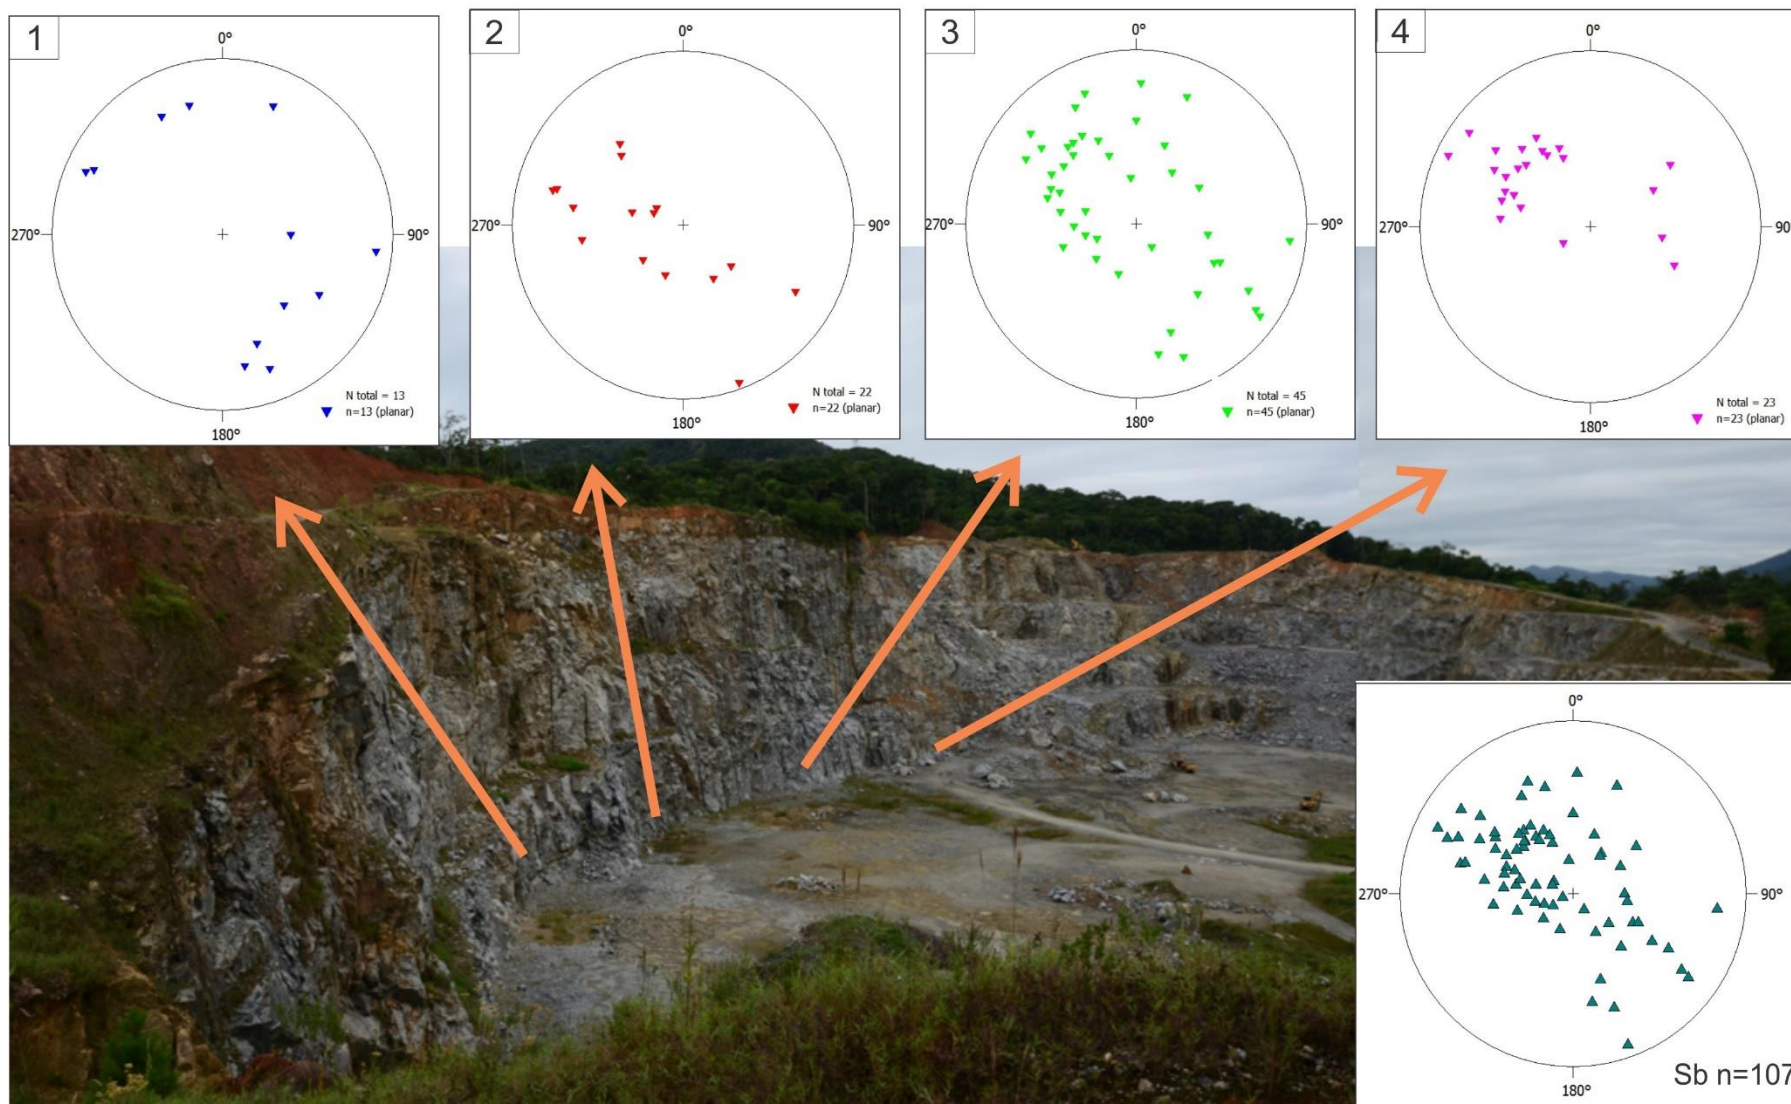 1
0°
270°
90°
N total = 13
n=13 (planar)
180°
2
0°
270°
90°
N total = 22
n=22 (planar)
180°
3
0°
270°
90°
N total = 45
n=45 (planar)
180°
4
0°
270°
90
N total = 23
n=23 (planar)
180°
0°
270°
90°
180°
Sb n=107